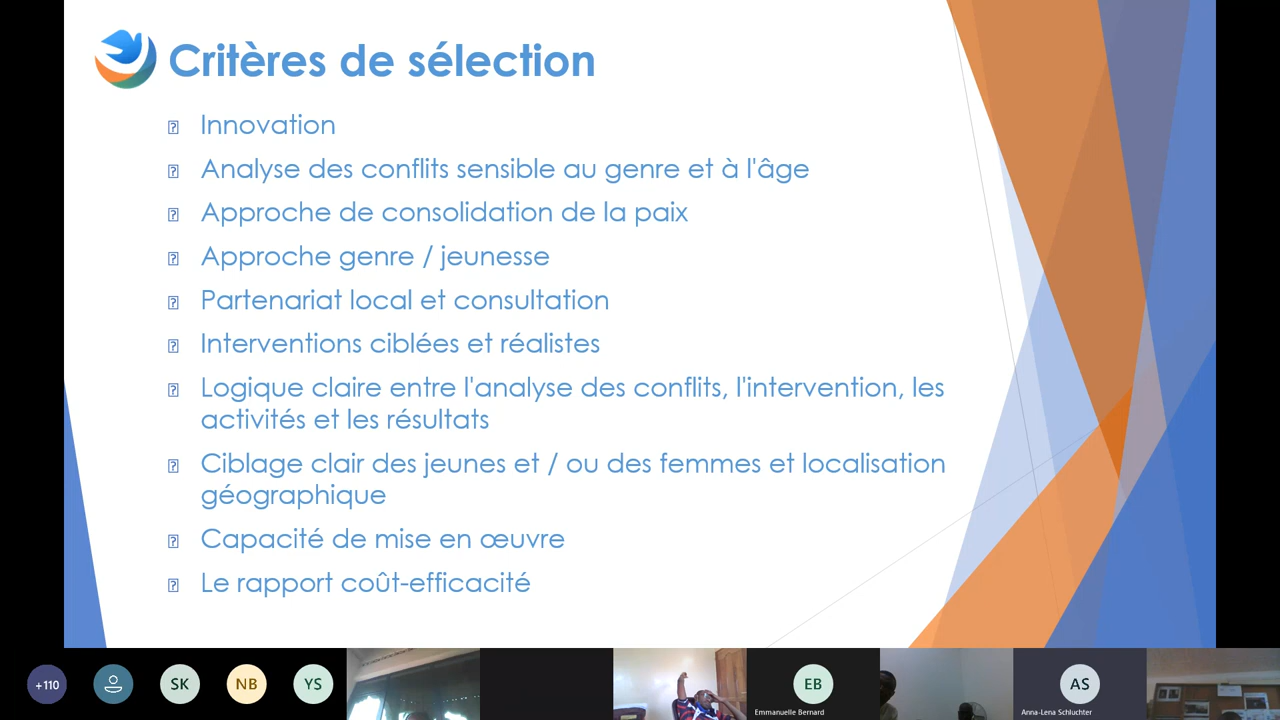 Critères de sélection
Innovation
Analyse des conflits sensible au genre et à l'âge
Approche de consolidation de la paix
Approche genre / jeunesse
Partenariat local et consultation
Interventions ciblées et réalistes
Logique claire entre l'analyse des conflits, l'intervention, les
activités et les résultats
Ciblage clair des jeunes et / ou des femmes et localisation
géographique
Capacité de mise en œuvre
Le rapport coût-efficacité
+110
SK
NB
YS
EB
Emmanuelle Bernard
AS
Anna-Lena Schluchter